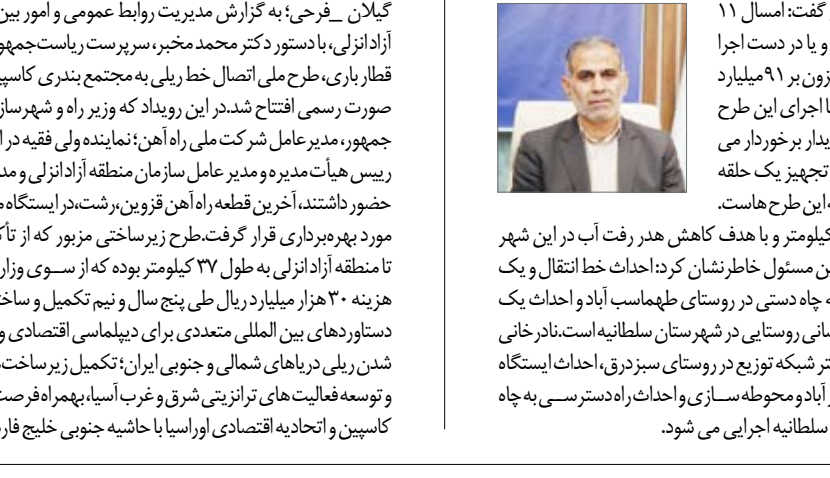 گفت: امسال ۱۱
و یا در دست اجرا
زون بر ۹۱ میلیارد
ا اجرای این طرح
یدار برخوردار می
تجهیز یک حلقه
ه این طرح هاست.
کیلومتر و با هدف کاهش هدر رفت آب در این شهر
ین مسئول خاطرنشان کرد: احداث خط انتقال و یک
ه چاه دستی در روستای طهماسب آباد و احداث یک
سانی روستایی در شهرستان سلطانیه است.نادرخانی
تر شبکه توزیع در روستای سبزدرق، احداث ایستگاه
آباد و محوطه ســازی و احداث راه دسترســی به چاه
سلطانیه اجرایی می شود.
گیلان _فرحی؛ به گزارش مدیریت روابط عمومی و امور بین
آزاد انزلی، با دستور دکتر محمد مخبر، سرپرست ریاست‌جمهو
قطار باری، طرح ملی اتصال خط ریلی به مجتمع بندری کاسپی
صورت رسمی افتتاح شد.در این رویداد که وزیر راه و شهرساز
جمهور، مدیرعامل شرکت ملی راه آهن؛ نماینده ولی فقیه در ا
رییس هیأت مدیره و مدیر عامل سازمان منطقه آزاد انزلی و مد
حضور داشتند، آخرین قطعه راه آهن قزوین،رشت،در ایستگاه م
مورد بهره‌برداری قرار گرفت.طرح زیرساختی مزبور که از تأک
تا منطقه آزاد انزلی به طول ۳۷ کیلومتر بوده که از ســوی وزار
هزینه ۳۰ هزار میلیارد ریال طی پنج سال و نیم تکمیل و ساخت
دستاوردهای بین المللی متعددی برای دیپلماسی اقتصادی و
شدن ریلی دریاهای شمالی و جنوبی ایران؛ تکمیل زیرساخت‌
و توسعه فعالیت های ترانزیتی شرق و غرب آسیا،بهمراه فرصت
کاسپین و اتحادیه اقتصادی اوراسیا با حاشیه جنوبی خلیج فار